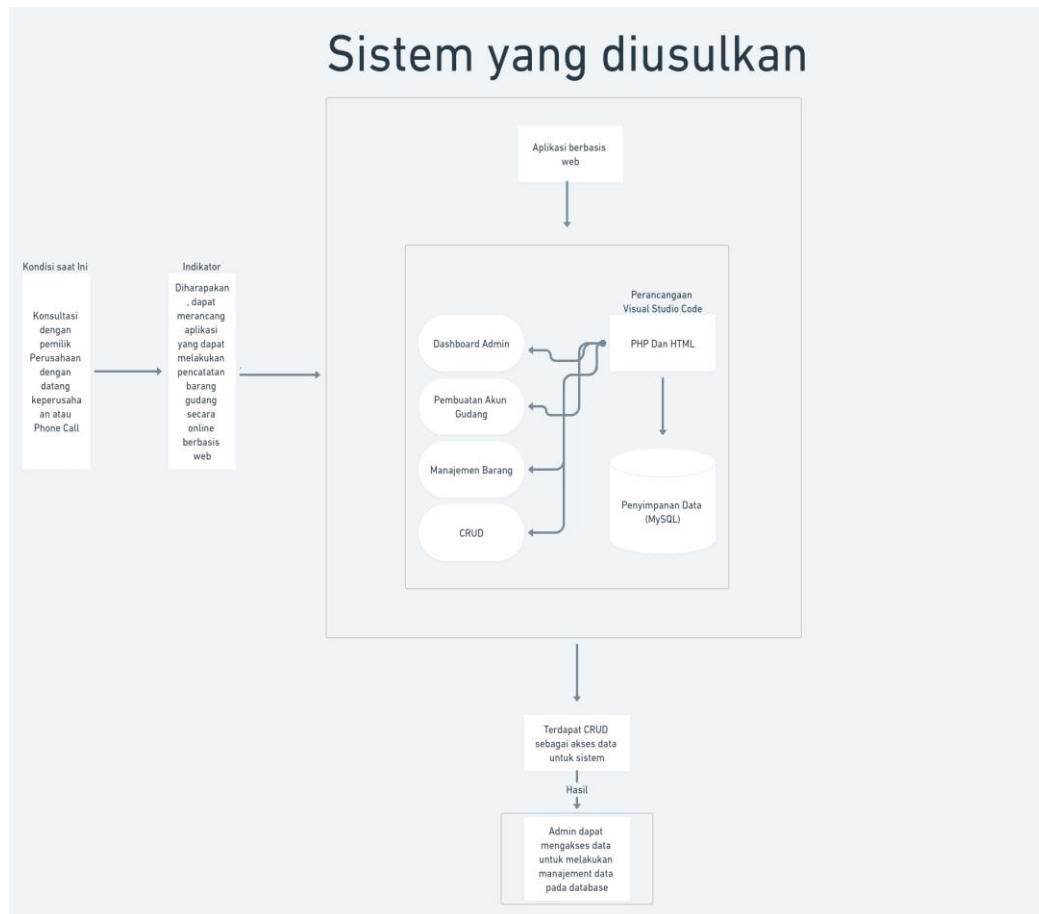 Sistem yang diusulkan
Aplikasi berbasis
web
Kondisi saat Ini
Konsultasi
dengan
pemilik
Perusahaan
dengan
datang
keperusaha
an atau
Phone Call
Indikator
Diharapakan
, dapat
merancang
aplikasi
yang dapat
melakukan
pencatatan
barang
gudang
secara
online
berbasis
web
Perancangaan
Visual Studio Code
Dashboard Admin
PHP Dan HTML
Pembuatan Akun
Gudang
Manajemen Barang
CRUD
Penyimpanan Data
(MySQL)
Terdapat CRUD
sebagai akses data
untuk sistem
Hasil
Admin dapat
mengakses data
untuk melakukan
manajement data
pada database